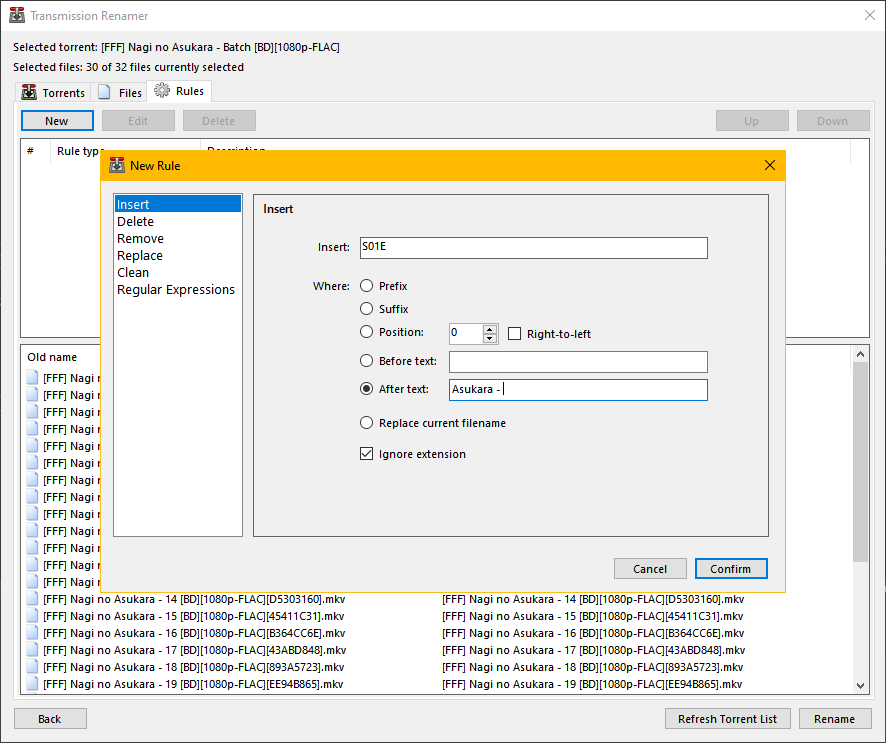 Transmission Renamer
Selected torrent: [FFF] Nagi no Asukara - Batch [BD][1080p-FLAC]
Selected files: 30 of 32 files currently selected
Torrents Files Rules
New Edit Delete Up Down
# Rule type Description
New Rule
Insert
Delete
Remove
Replace
Clean
Regular Expressions
Insert
Insert: S01E
Where: Prefix
Suffix
Position: 0 Right-to-left
Before text:
After text: Asukara -
Replace current filename
Ignore extension
Cancel Confirm
Old name
[FFF] Nagi
[FFF] Nagi
[FFF] Nagi
[FFF] Nagi
[FFF] Nagi
[FFF] Nagi
[FFF] Nagi
[FFF] Nagi
[FFF] Nagi
[FFF] Nagi
[FFF] Nagi
[FFF] Nagi
[FFF] Nagi
[FFF] Nagi no Asukara - 14 [BD][1080p-FLAC][D5303160].mkv [FFF] Nagi no Asukara - 14 [BD][1080p-FLAC][D5303160].mkv
[FFF] Nagi no Asukara - 15 [BD][1080p-FLAC][45411C31].mkv [FFF] Nagi no Asukara - 15 [BD][1080p-FLAC][45411C31].mkv
[FFF] Nagi no Asukara - 16 [BD][1080p-FLAC][B364CC6E].mkv [FFF] Nagi no Asukara - 16 [BD][1080p-FLAC][B364CC6E].mkv
[FFF] Nagi no Asukara - 17 [BD][1080p-FLAC][43ABD848].mkv [FFF] Nagi no Asukara - 17 [BD][1080p-FLAC][43ABD848].mkv
[FFF] Nagi no Asukara - 18 [BD][1080p-FLAC][893A5723].mkv [FFF] Nagi no Asukara - 18 [BD][1080p-FLAC][893A5723].mkv
[FFF] Nagi no Asukara - 19 [BD][1080p-FLAC][EE94B865].mkv [FFF] Nagi no Asukara - 19 [BD][1080p-FLAC][EE94B865].mkv
Back Refresh Torrent List Rename